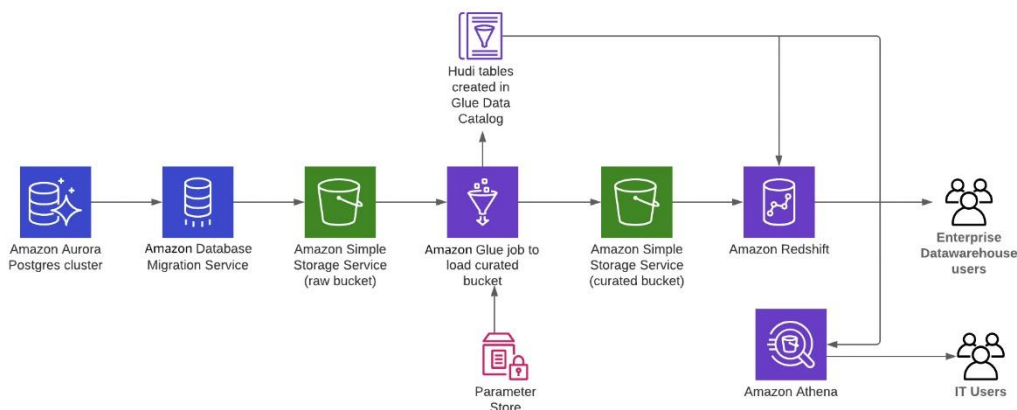 Hudi tables
created in
Glue Data
Catalog
Amazon Aurora
Postgres cluster
Amazon Database
Migration Service
Amazon Simple
Storage Service
(raw bucket)
Amazon Glue job to
load curated
bucket
Amazon Simple
Storage Service
(curated bucket)
Amazon Redshift
Enterprise
Datawarehouse
users
Parameter
Store
Amazon Athena
IT Users